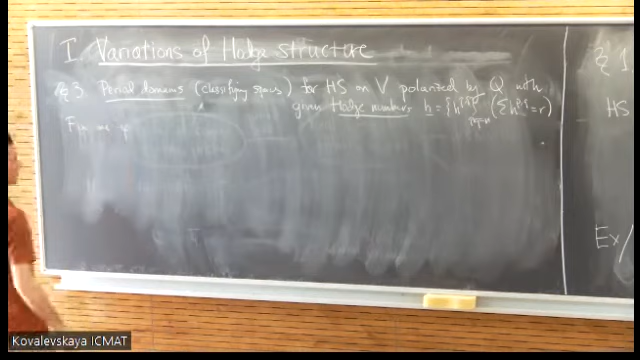 I. Variations of Hodge structure
§ 3. Period domains (classifying spaces) for HS on V polarized by Q with
given Hodge numbers h = {h^{p,q}}_{p+q=n} (Σ h^{p,q} = r)
Fix one φ
§ 1
HS
Ex/
Kovalevskaya ICMAT